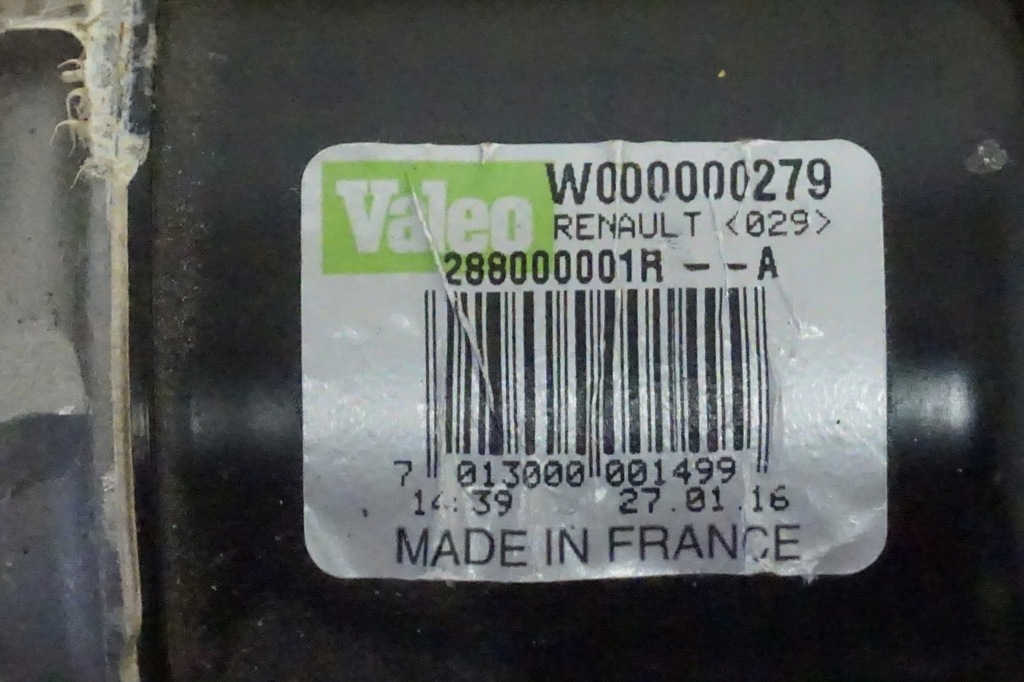 Valeo
W000000279
RENAULT <029>
288000001R -- A
7 013000 001499
14:39 27.01.16
MADE IN FRANCE